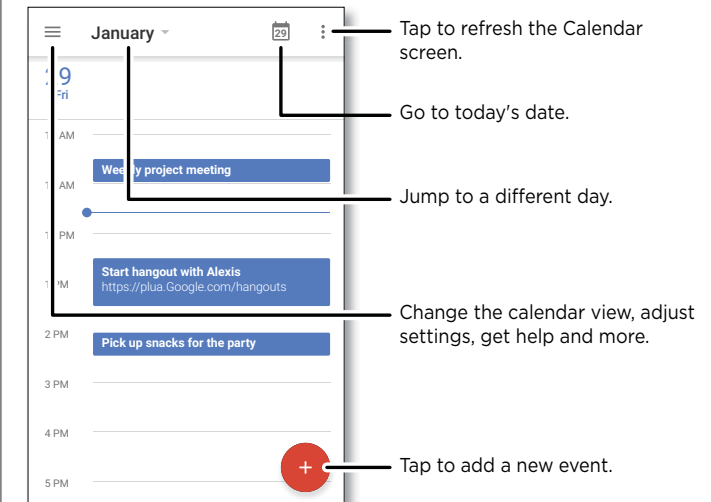 January
29
Tap to refresh the Calendar
screen.
Fri
Go to today's date.
AM
Weekly project meeting
AM
Jump to a different day.
PM
Start hangout with Alexis
https://plua.Google.com/hangouts
PM
Change the calendar view, adjust
settings, get help and more.
2 PM
Pick up snacks for the party
3 PM
4 PM
+
Tap to add a new event.
5 PM